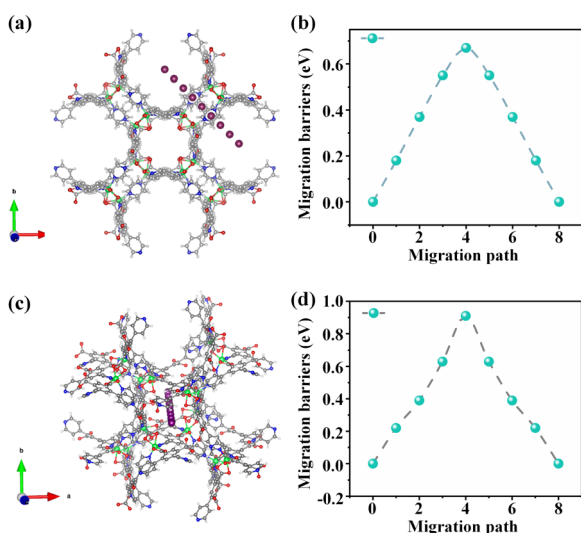 (a)
b
(b)
Migration barriers (eV)
0.6
0.4
0.2
0.0
0 2 4 6 8
Migration path
(c)
b
a
(d)
Migration barriers (eV)
1.0
0.8
0.6
0.4
0.2
0.0
-0.2
0 2 4 6 8
Migration path